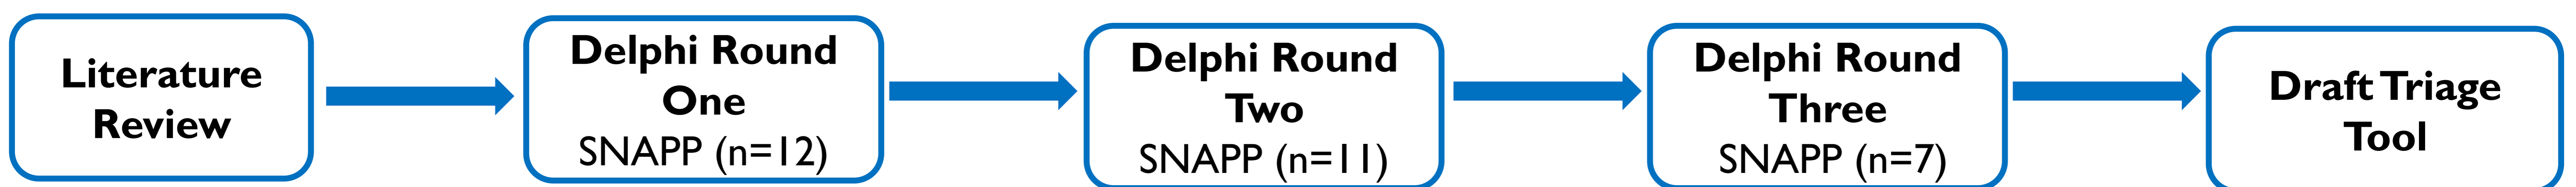 Literature
Review
Delphi Round
One
SNAPP (n=12)
Delphi Round
Two
SNAPP (n=11)
Delphi Round
Three
SNAPP (n=7)
Draft Triage
Tool